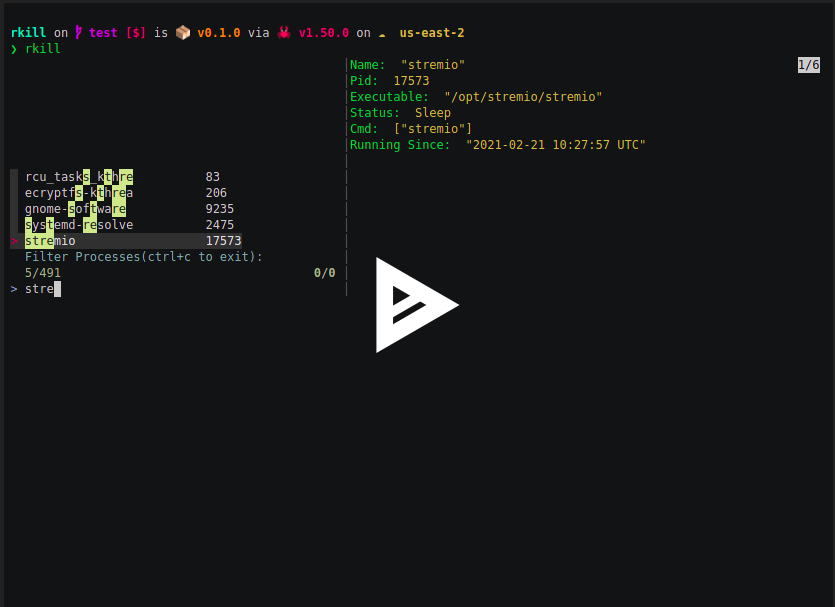 rkill on test [$] is 📦 v0.1.0 via 🦀 v1.50.0 on ☁ us-east-2
❯ rkill
Name: "stremio" 1/6
Pid: 17573
Executable: "/opt/stremio/stremio"
Status: Sleep
Cmd: ["stremio"]
Running Since: "2021-02-21 10:27:57 UTC"
rcu_tasks_kthre 83
ecryptfs-kthrea 206
gnome-software 9235
systemd-resolve 2475
> stremio 17573
Filter Processes(ctrl+c to exit):
5/491 0/0
> stre